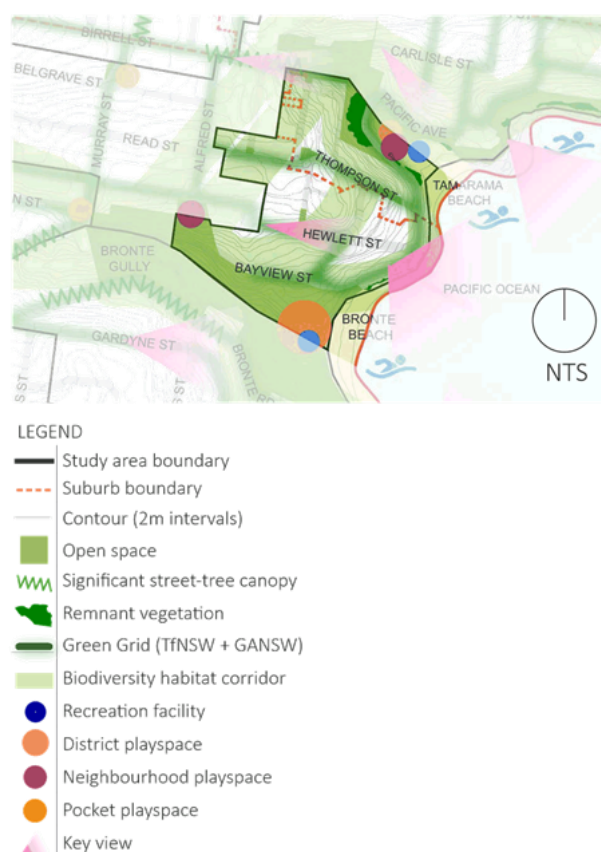 BIRRELL ST
CARLISLE ST
BELGRAVE ST
MURRAY ST
READ ST
ALFRED ST
PACIFIC AVE
THOMPSON ST
TAMARAMA
BEACH
N ST
HEWLETT ST
BRONTE
GULLY
BAYVIEW ST
PACIFIC OCEAN
GARDYNE ST
BRONTE RD
BRONTE
BEACH
NTS
LEGEND
Study area boundary
Suburb boundary
Contour (2m intervals)
Open space
Significant street-tree canopy
Remnant vegetation
Green Grid (TfNSW + GANSW)
Biodiversity habitat corridor
Recreation facility
District playspace
Neighbourhood playspace
Pocket playspace
Key view